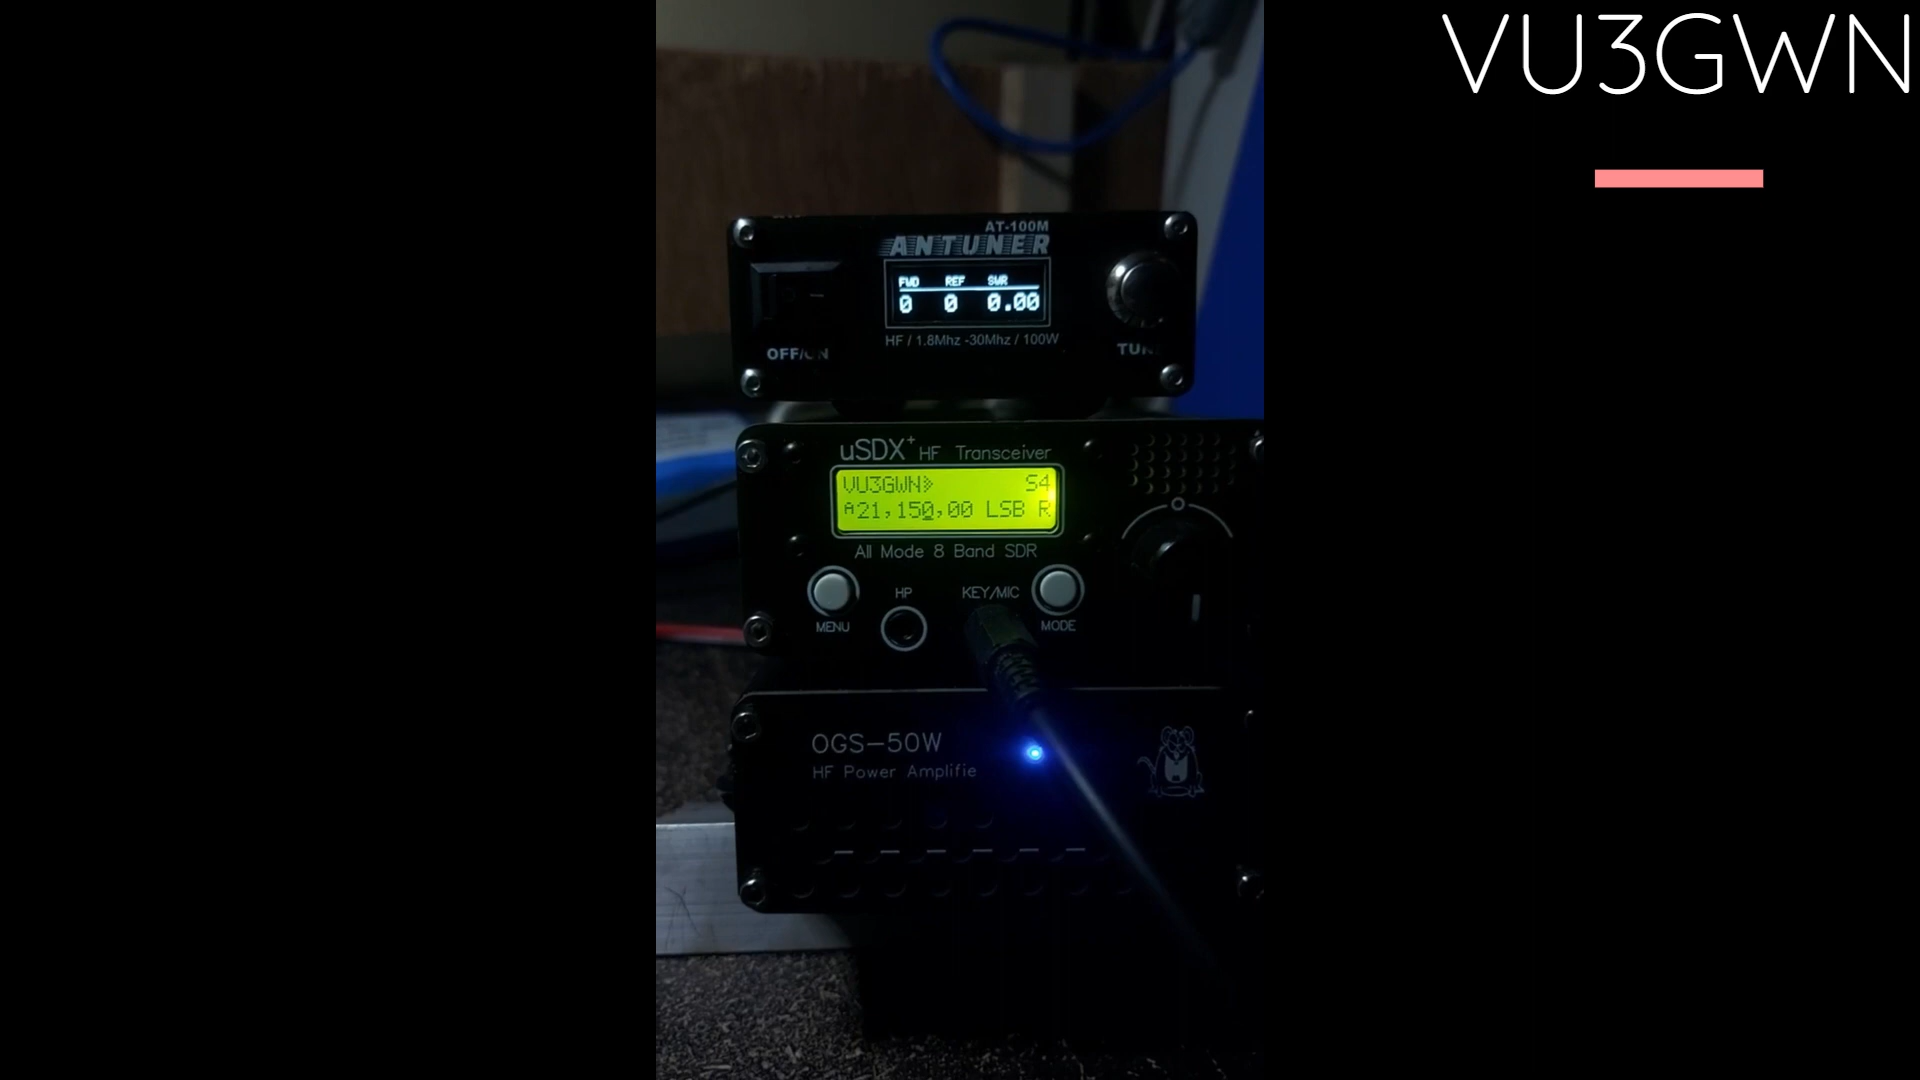 VU3GWN
AT-100M
ANTUNER
FWD REF SWR
0 0 0.00
HF / 1.8Mhz -30Mhz / 100W
OFF/ON
TUN
uSDX+ HF Transceiver
VU3GWN» S4
A21,150,00 LSB R
All Mode 8 Band SDR
HP
KEY/MIC
MENU
MODE
OGS-50W
HF Power Amplifie